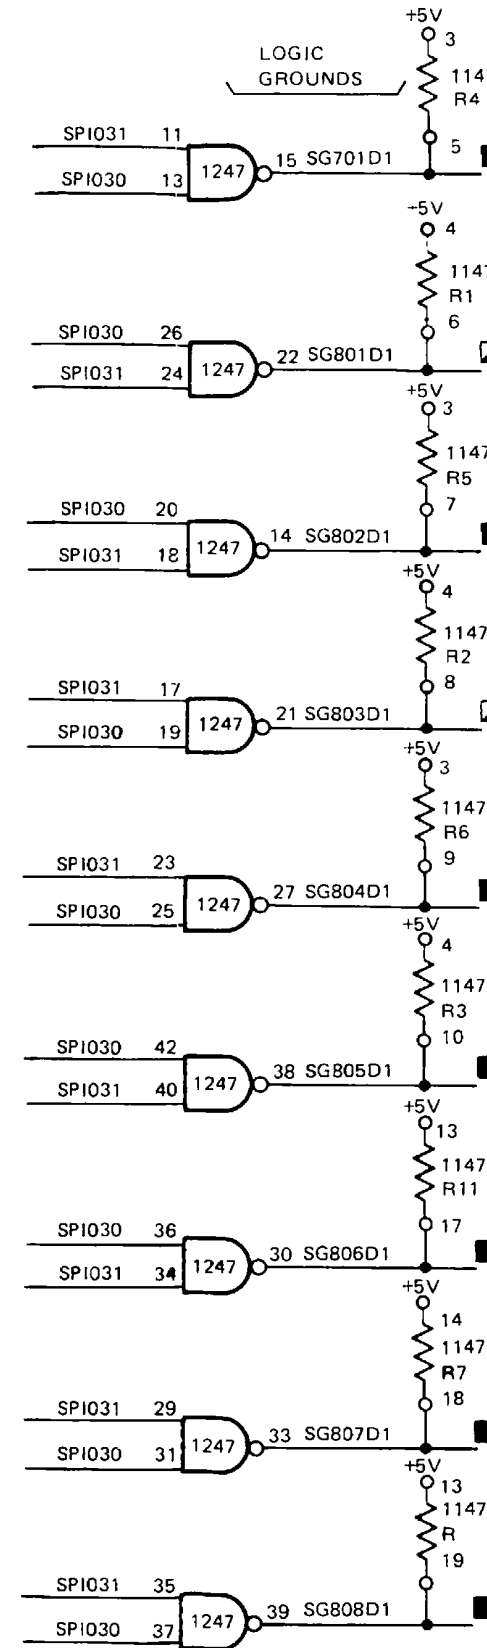 +5V
3
LOGIC
GROUNDS
114
R4
5
SPI031 11
SPI030 13
1247
15 SG701D1
+5V
4
114
R1
6
SPI030 26
SPI031 24
1247
22 SG801D1
+5V
3
1147
R5
7
SPI030 20
SPI031 18
1247
14 SG802D1
+5V
4
1147
R2
8
SPI031 17
SPI030 19
1247
21 SG803D1
+5V
3
1147
R6
9
SPI031 23
SPI030 25
1247
27 SG804D1
+5V
4
1147
R3
10
SPI030 42
SPI031 40
1247
38 SG805D1
+5V
13
1147
R11
17
SPI030 36
SPI031 34
1247
30 SG806D1
+5V
14
1147
R7
18
SPI031 29
SPI030 31
1247
33 SG807D1
+5V
13
1147
R
19
SPI031 35
SPI030 37
1247
39 SG808D1